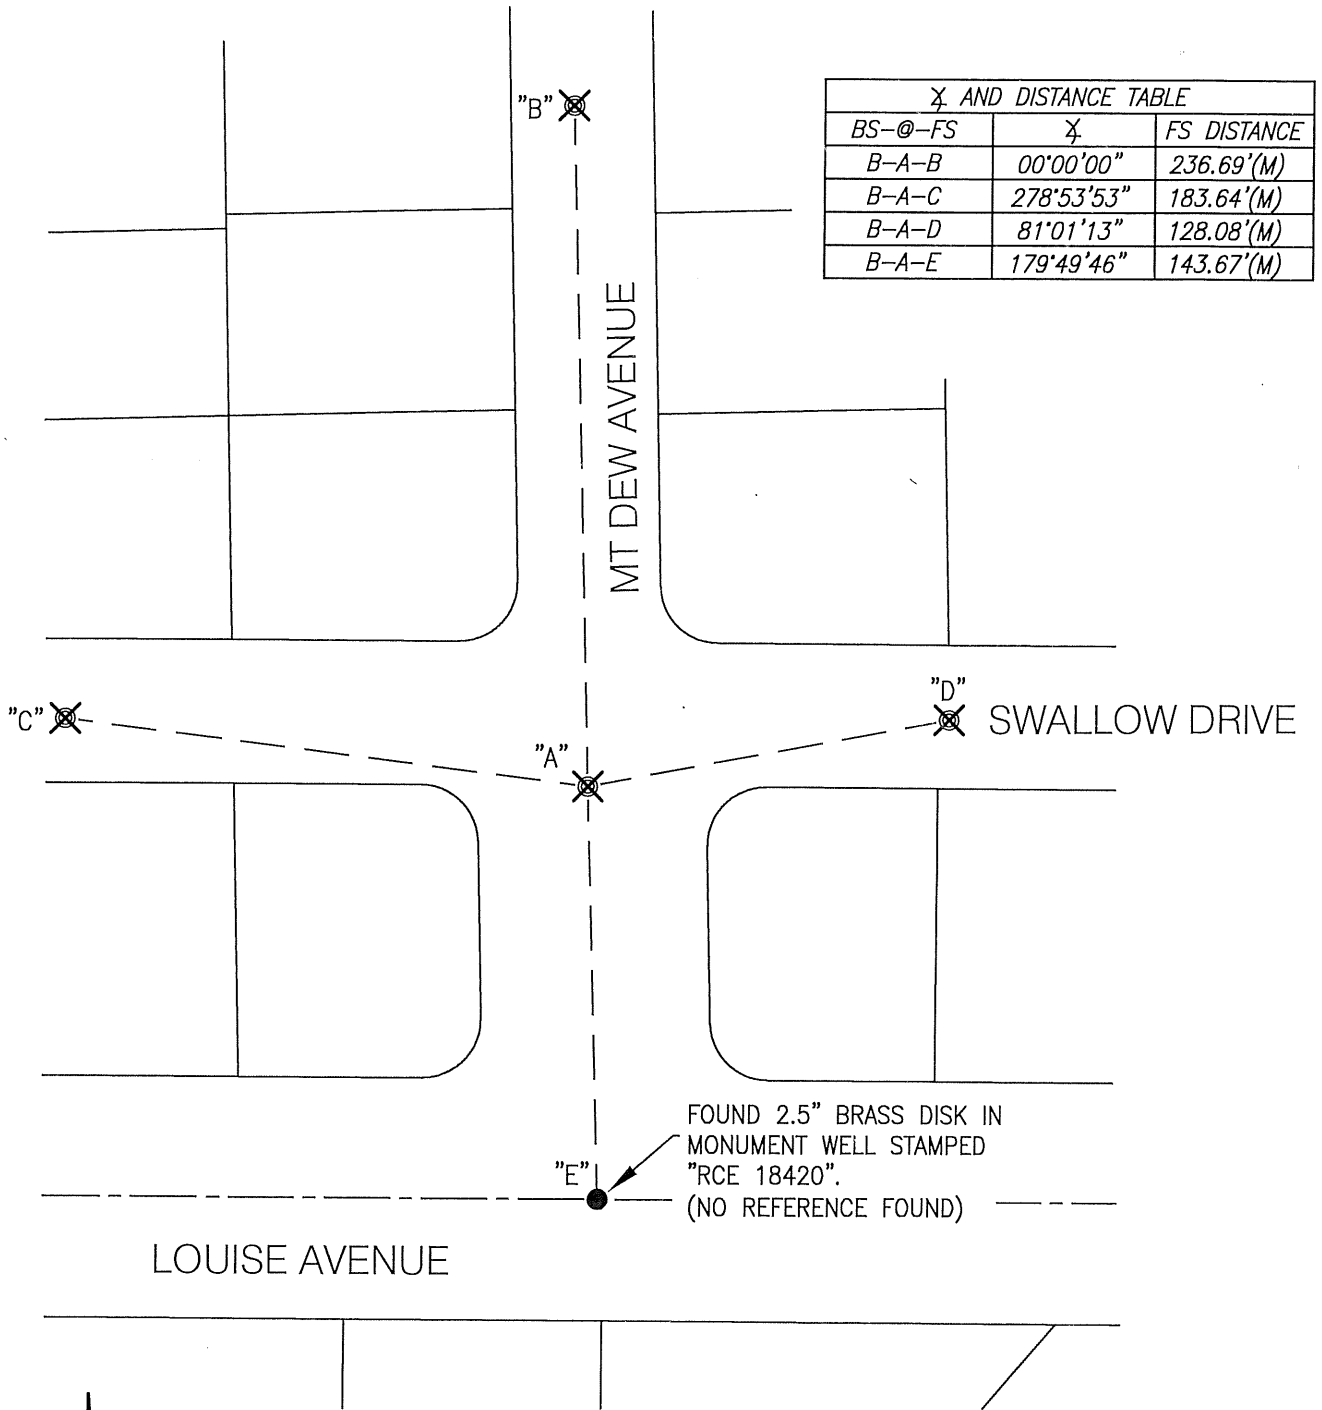 ∡ AND DISTANCE TABLE
BS-@-FS ∡ FS DISTANCE
B-A-B 00°00'00" 236.69'(M)
B-A-C 278°53'53" 183.64'(M)
B-A-D 81°01'13" 128.08'(M)
B-A-E 179°49'46" 143.67'(M)
"B"
MT DEW AVENUE
"C"
"A"
"D"
SWALLOW DRIVE
FOUND 2.5" BRASS DISK IN
MONUMENT WELL STAMPED
"RCE 18420".
(NO REFERENCE FOUND)
"E"
LOUISE AVENUE